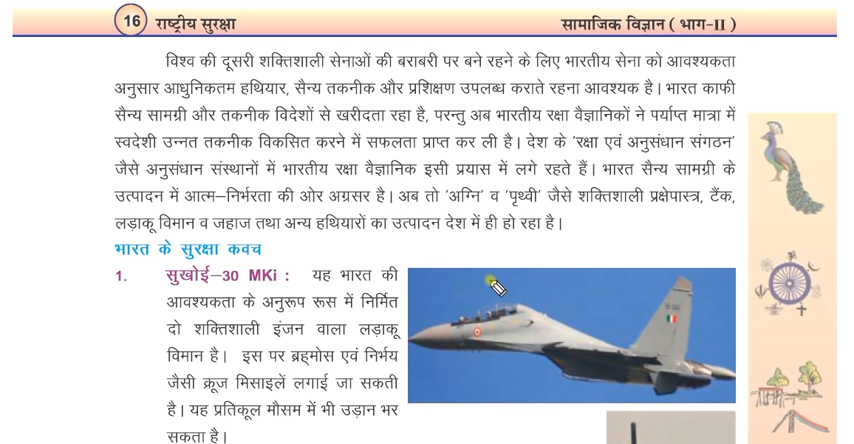 16 राष्ट्रीय सुरक्षा
सामाजिक विज्ञान ( भाग-II )
विश्व की दूसरी शक्तिशाली सेनाओं की बराबरी पर बने रहने के लिए भारतीय सेना को आवश्यकता
अनुसार आधुनिकतम हथियार, सैन्य तकनीक और प्रशिक्षण उपलब्ध कराते रहना आवश्यक है। भारत काफी
सैन्य सामग्री और तकनीक विदेशों से खरीदता रहा है, परन्तु अब भारतीय रक्षा वैज्ञानिकों ने पर्याप्त मात्रा में
स्वदेशी उन्नत तकनीक विकसित करने में सफलता प्राप्त कर ली है। देश के 'रक्षा एवं अनुसंधान संगठन'
जैसे अनुसंधान संस्थानों में भारतीय रक्षा वैज्ञानिक इसी प्रयास में लगे रहते हैं। भारत सैन्य सामग्री के
उत्पादन में आत्म–निर्भरता की ओर अग्रसर है। अब तो 'अग्नि' व 'पृथ्वी' जैसे शक्तिशाली प्रक्षेपास्त्र, टैंक,
लड़ाकू विमान व जहाज तथा अन्य हथियारों का उत्पादन देश में ही हो रहा है।
भारत के सुरक्षा कवच
1. सुखोई–30 MKi : यह भारत की
आवश्यकता के अनुरूप रूस में निर्मित
दो शक्तिशाली इंजन वाला लड़ाकू
विमान है। इस पर ब्रह्मोस एवं निर्भय
जैसी क्रूज मिसाइलें लगाई जा सकती
है। यह प्रतिकूल मौसम में भी उड़ान भर
सकता है।